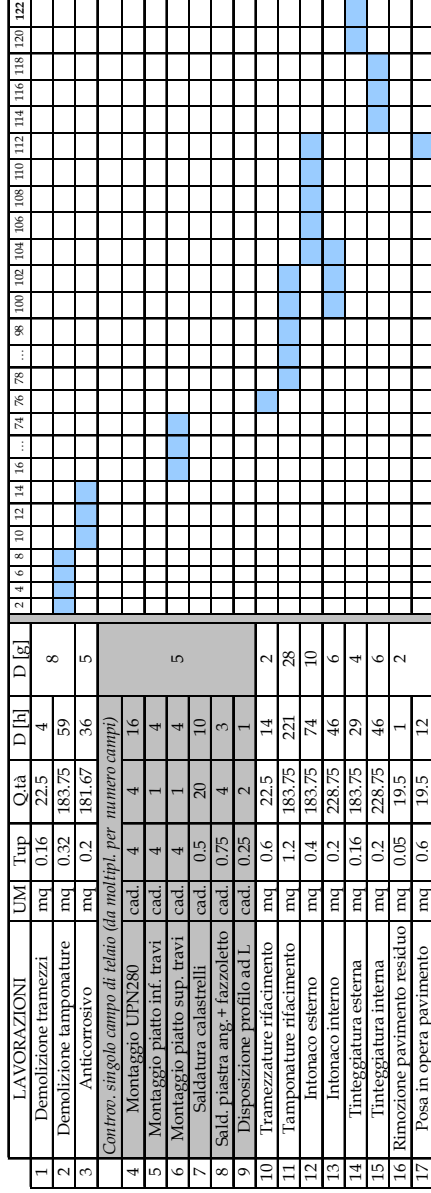 LAVORAZIONI UM Tup Q.tà D [h] D [g] 2 4 6 8 10 12 14 16 … 74 76 78 … 98 100 102 104 106 108 110 112 114 116 118 120 122
1 Demolizione tramezzi mq 0.16 22.5 4 8
2 Demolizione tamponature mq 0.32 183.75 59
3 Anticorrosivo mq 0.2 181.67 36 5
Controv. singolo campo di telaio (da moltipl. per numero campi) 5
4 Montaggio UPN280 cad. 4 4 16
5 Montaggio piatto inf. travi cad. 4 1 4
6 Montaggio piatto sup. travi cad. 4 1 4
7 Saldatura calastrelli cad. 0.5 20 10
8 Sald. piastra ang.+ fazzoletto cad. 0.75 4 3
9 Disposizione profilo ad L cad. 0.25 2 1
10 Tramezzature rifacimento mq 0.6 22.5 14 2
11 Tamponature rifacimento mq 1.2 183.75 221 28
12 Intonaco esterno mq 0.4 183.75 74 10
13 Intonaco interno mq 0.2 228.75 46 6
14 Tinteggiatura esterna mq 0.16 183.75 29 4
15 Tinteggiatura interna mq 0.2 228.75 46 6
16 Rimozione pavimento residuo mq 0.05 19.5 1 2
17 Posa in opera pavimento mq 0.6 19.5 12